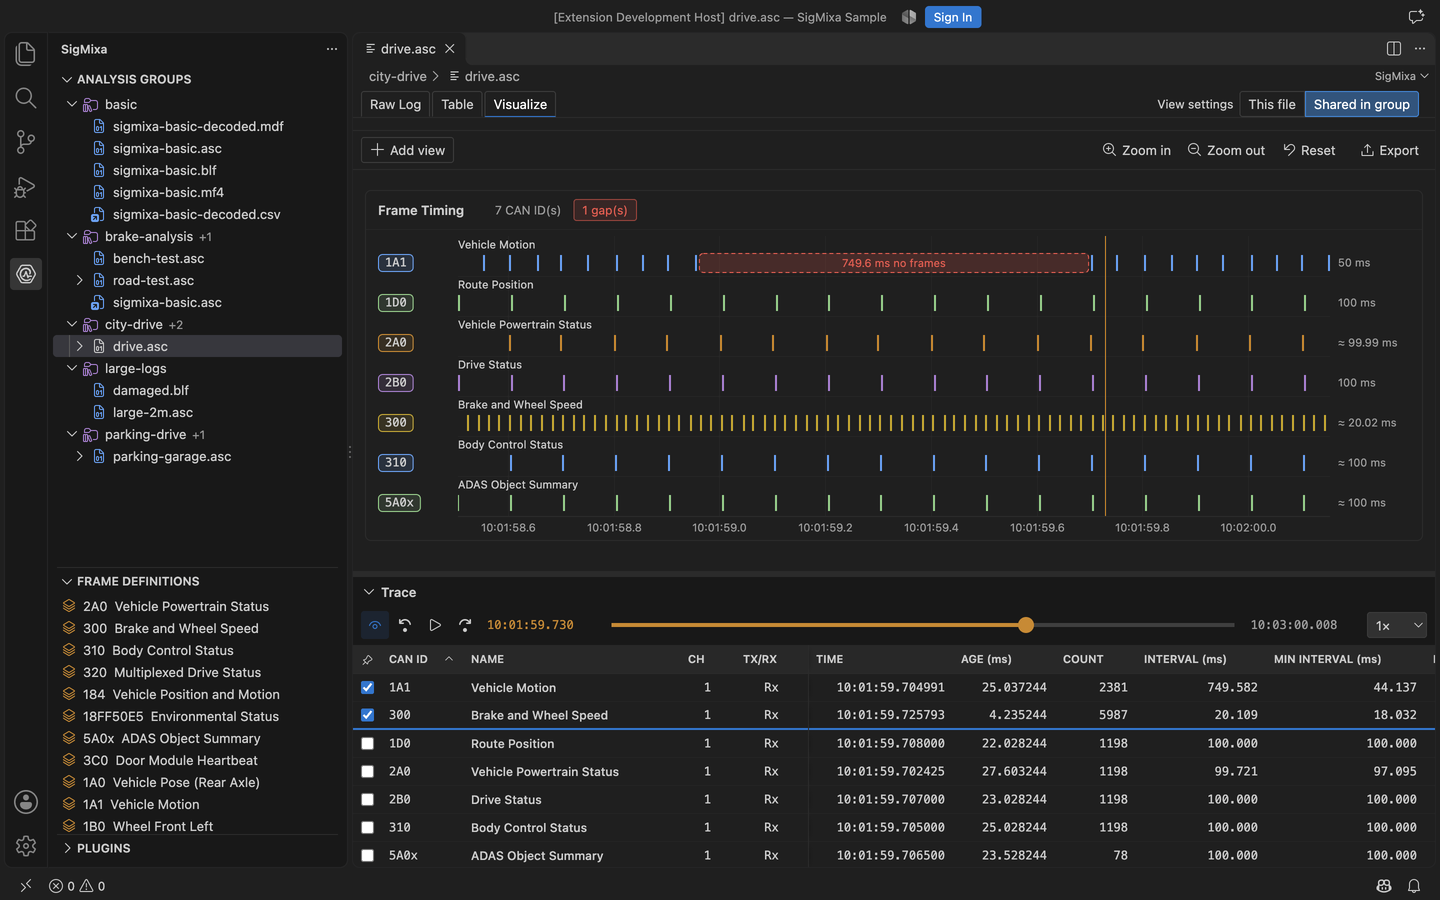 [Extension Development Host] drive.asc — SigMixa Sample
Sign In
SigMixa
ANALYSIS GROUPS
basic
sigmixa-basic-decoded.mdf
sigmixa-basic.asc
sigmixa-basic.blf
sigmixa-basic.mf4
sigmixa-basic-decoded.csv
brake-analysis +1
bench-test.asc
road-test.asc
sigmixa-basic.asc
city-drive +2
drive.asc
large-logs
damaged.blf
large-2m.asc
parking-drive +1
parking-garage.asc
FRAME DEFINITIONS
2A0 Vehicle Powertrain Status
300 Brake and Wheel Speed
310 Body Control Status
320 Multiplexed Drive Status
184 Vehicle Position and Motion
18FF50E5 Environmental Status
5A0x ADAS Object Summary
3C0 Door Module Heartbeat
1A0 Vehicle Pose (Rear Axle)
1A1 Vehicle Motion
1B0 Wheel Front Left
PLUGINS
drive.asc
city-drive > drive.asc
SigMixa
Raw Log Table Visualize
View settings This file Shared in group
Add view
Zoom in Zoom out Reset Export
Frame Timing 7 CAN ID(s) 1 gap(s)
Vehicle Motion
1A1 749.6 ms no frames 50 ms
Route Position
1D0 100 ms
Vehicle Powertrain Status
2A0 ≈ 99.99 ms
Drive Status
2B0 100 ms
Brake and Wheel Speed
300 ≈ 20.02 ms
Body Control Status
310 ≈ 100 ms
ADAS Object Summary
5A0x ≈ 100 ms
10:01:58.6 10:01:58.8 10:01:59.0 10:01:59.2 10:01:59.4 10:01:59.6 10:01:59.8 10:02:00.0
Trace
10:01:59.730 10:03:00.008 1×
CAN ID NAME CH TX/RX TIME AGE (ms) COUNT INTERVAL (ms) MIN INTERVAL (ms)
1A1 Vehicle Motion 1 Rx 10:01:59.704991 25.037244 2381 749.582 44.137
300 Brake and Wheel Speed 1 Rx 10:01:59.725793 4.235244 5987 20.109 18.032
1D0 Route Position 1 Rx 10:01:59.708000 22.028244 1198 100.000 100.000
2A0 Vehicle Powertrain Status 1 Rx 10:01:59.702425 27.603244 1198 99.721 97.095
2B0 Drive Status 1 Rx 10:01:59.707000 23.028244 1198 100.000 100.000
310 Body Control Status 1 Rx 10:01:59.705000 25.028244 1198 100.000 100.000
5A0x ADAS Object Summary 1 Rx 10:01:59.706500 23.528244 78 100.000 100.000
0 0